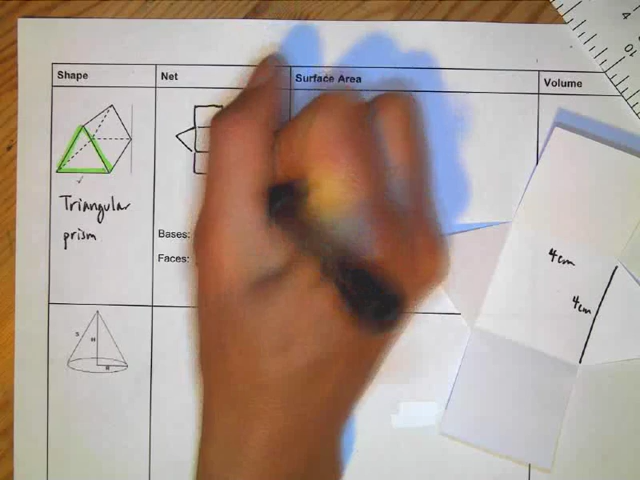 Shape Net Surface Area Volume
Triangular
prism
Bases:
Faces:
4cm
4cm